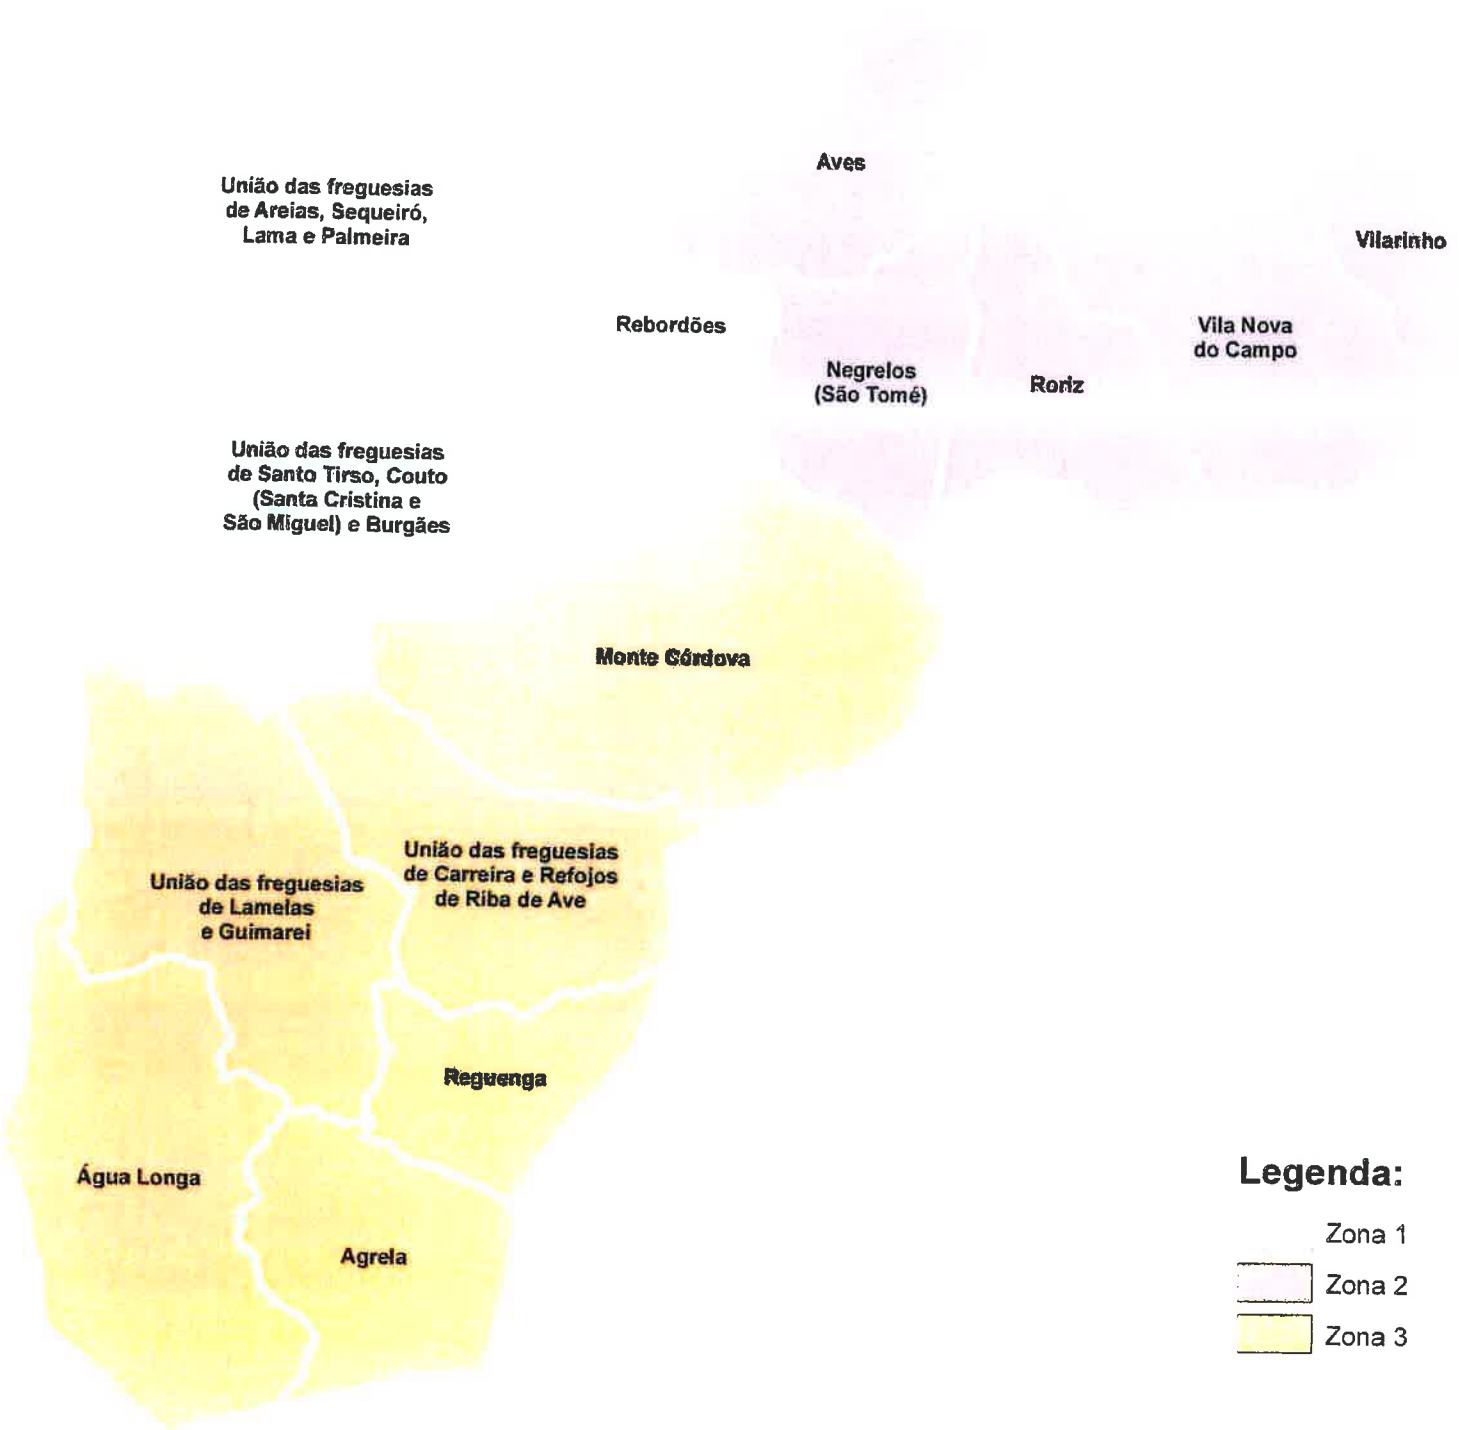 Aves
União das freguesias
de Areias, Sequeiró,
Lama e Palmeira
Vilarinho
Rebordões
Vila Nova
do Campo
Negrelos
(São Tomé)
Roriz
União das freguesias
de Santo Tirso, Couto
(Santa Cristina e
São Miguel) e Burgães
Monte Córdova
União das freguesias
de Carreira e Refojos
de Riba de Ave
União das freguesias
de Lamelas
e Guimarei
Reguenga
Água Longa
Agrela
Legenda:
Zona 1
Zona 2
Zona 3